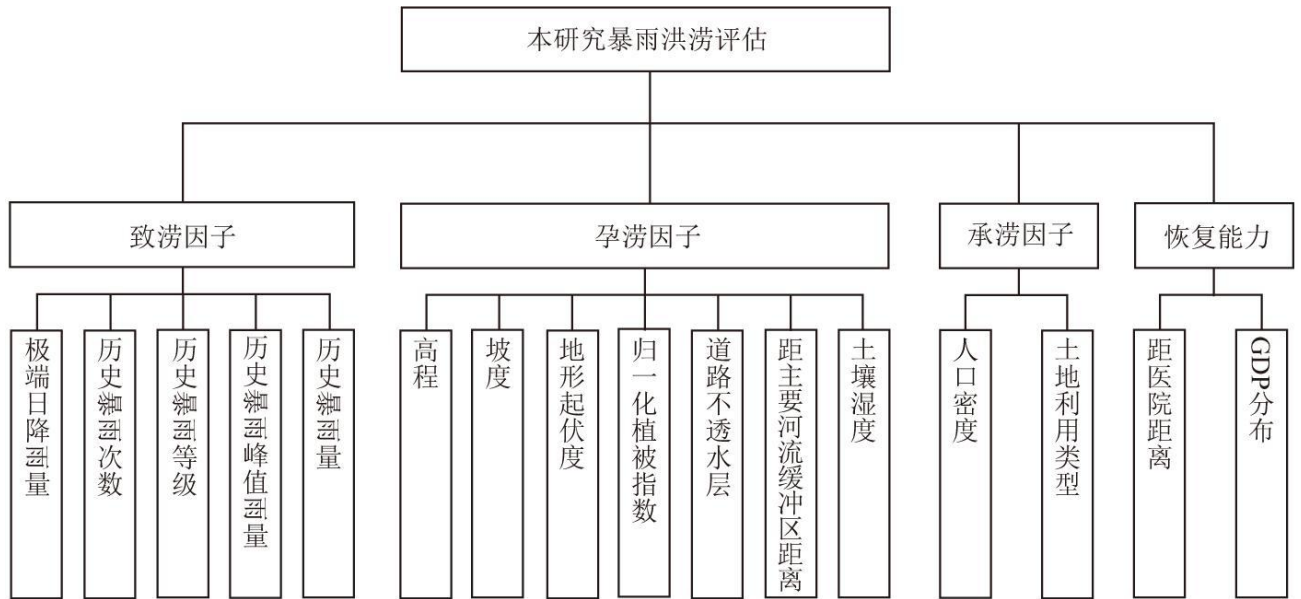 本研究暴雨洪涝评估
致涝因子
孕涝因子
承涝因子
恢复能力
极端日降雨量
历史暴雨次数
历史暴雨等级
历史暴雨峰值雨量
历史暴雨量
高程
坡度
地形起伏度
归一化植被指数
道路不透水层
距主要河流缓冲区距离
土壤湿度
人口密度
土地利用类型
距医院距离
GDP分布